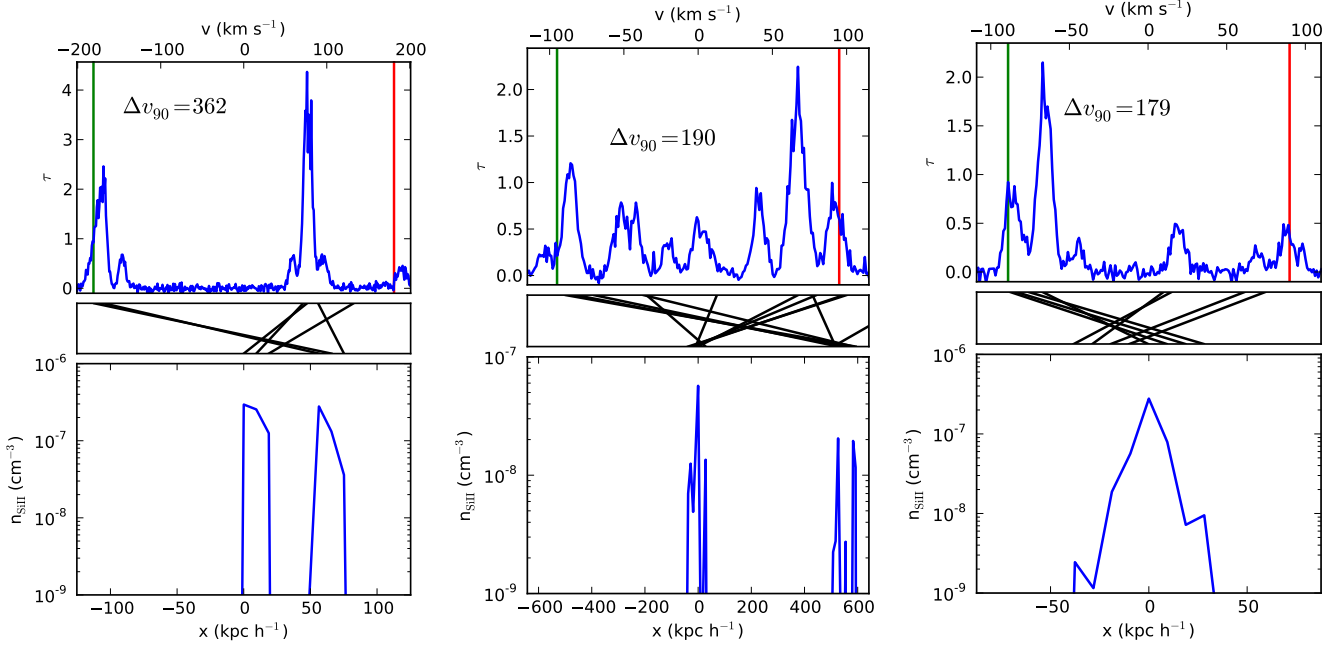 v (km s⁻¹)
−200 −100 0 100 200
Δv₉₀=362
τ
4
3
2
1
0
n_SiII (cm⁻³)
10⁻⁶
10⁻⁷
10⁻⁸
10⁻⁹
−100 −50 0 50 100
x (kpc h⁻¹)
v (km s⁻¹)
−100 −50 0 50 100
Δv₉₀=190
τ
2.0
1.5
1.0
0.5
0.0
n_SiII (cm⁻³)
10⁻⁷
10⁻⁸
10⁻⁹
−600 −400 −200 0 200 400 600
x (kpc h⁻¹)
v (km s⁻¹)
−100 −50 0 50 100
Δv₉₀=179
τ
2.0
1.5
1.0
0.5
0.0
n_SiII (cm⁻³)
10⁻⁶
10⁻⁷
10⁻⁸
10⁻⁹
−50 0 50
x (kpc h⁻¹)